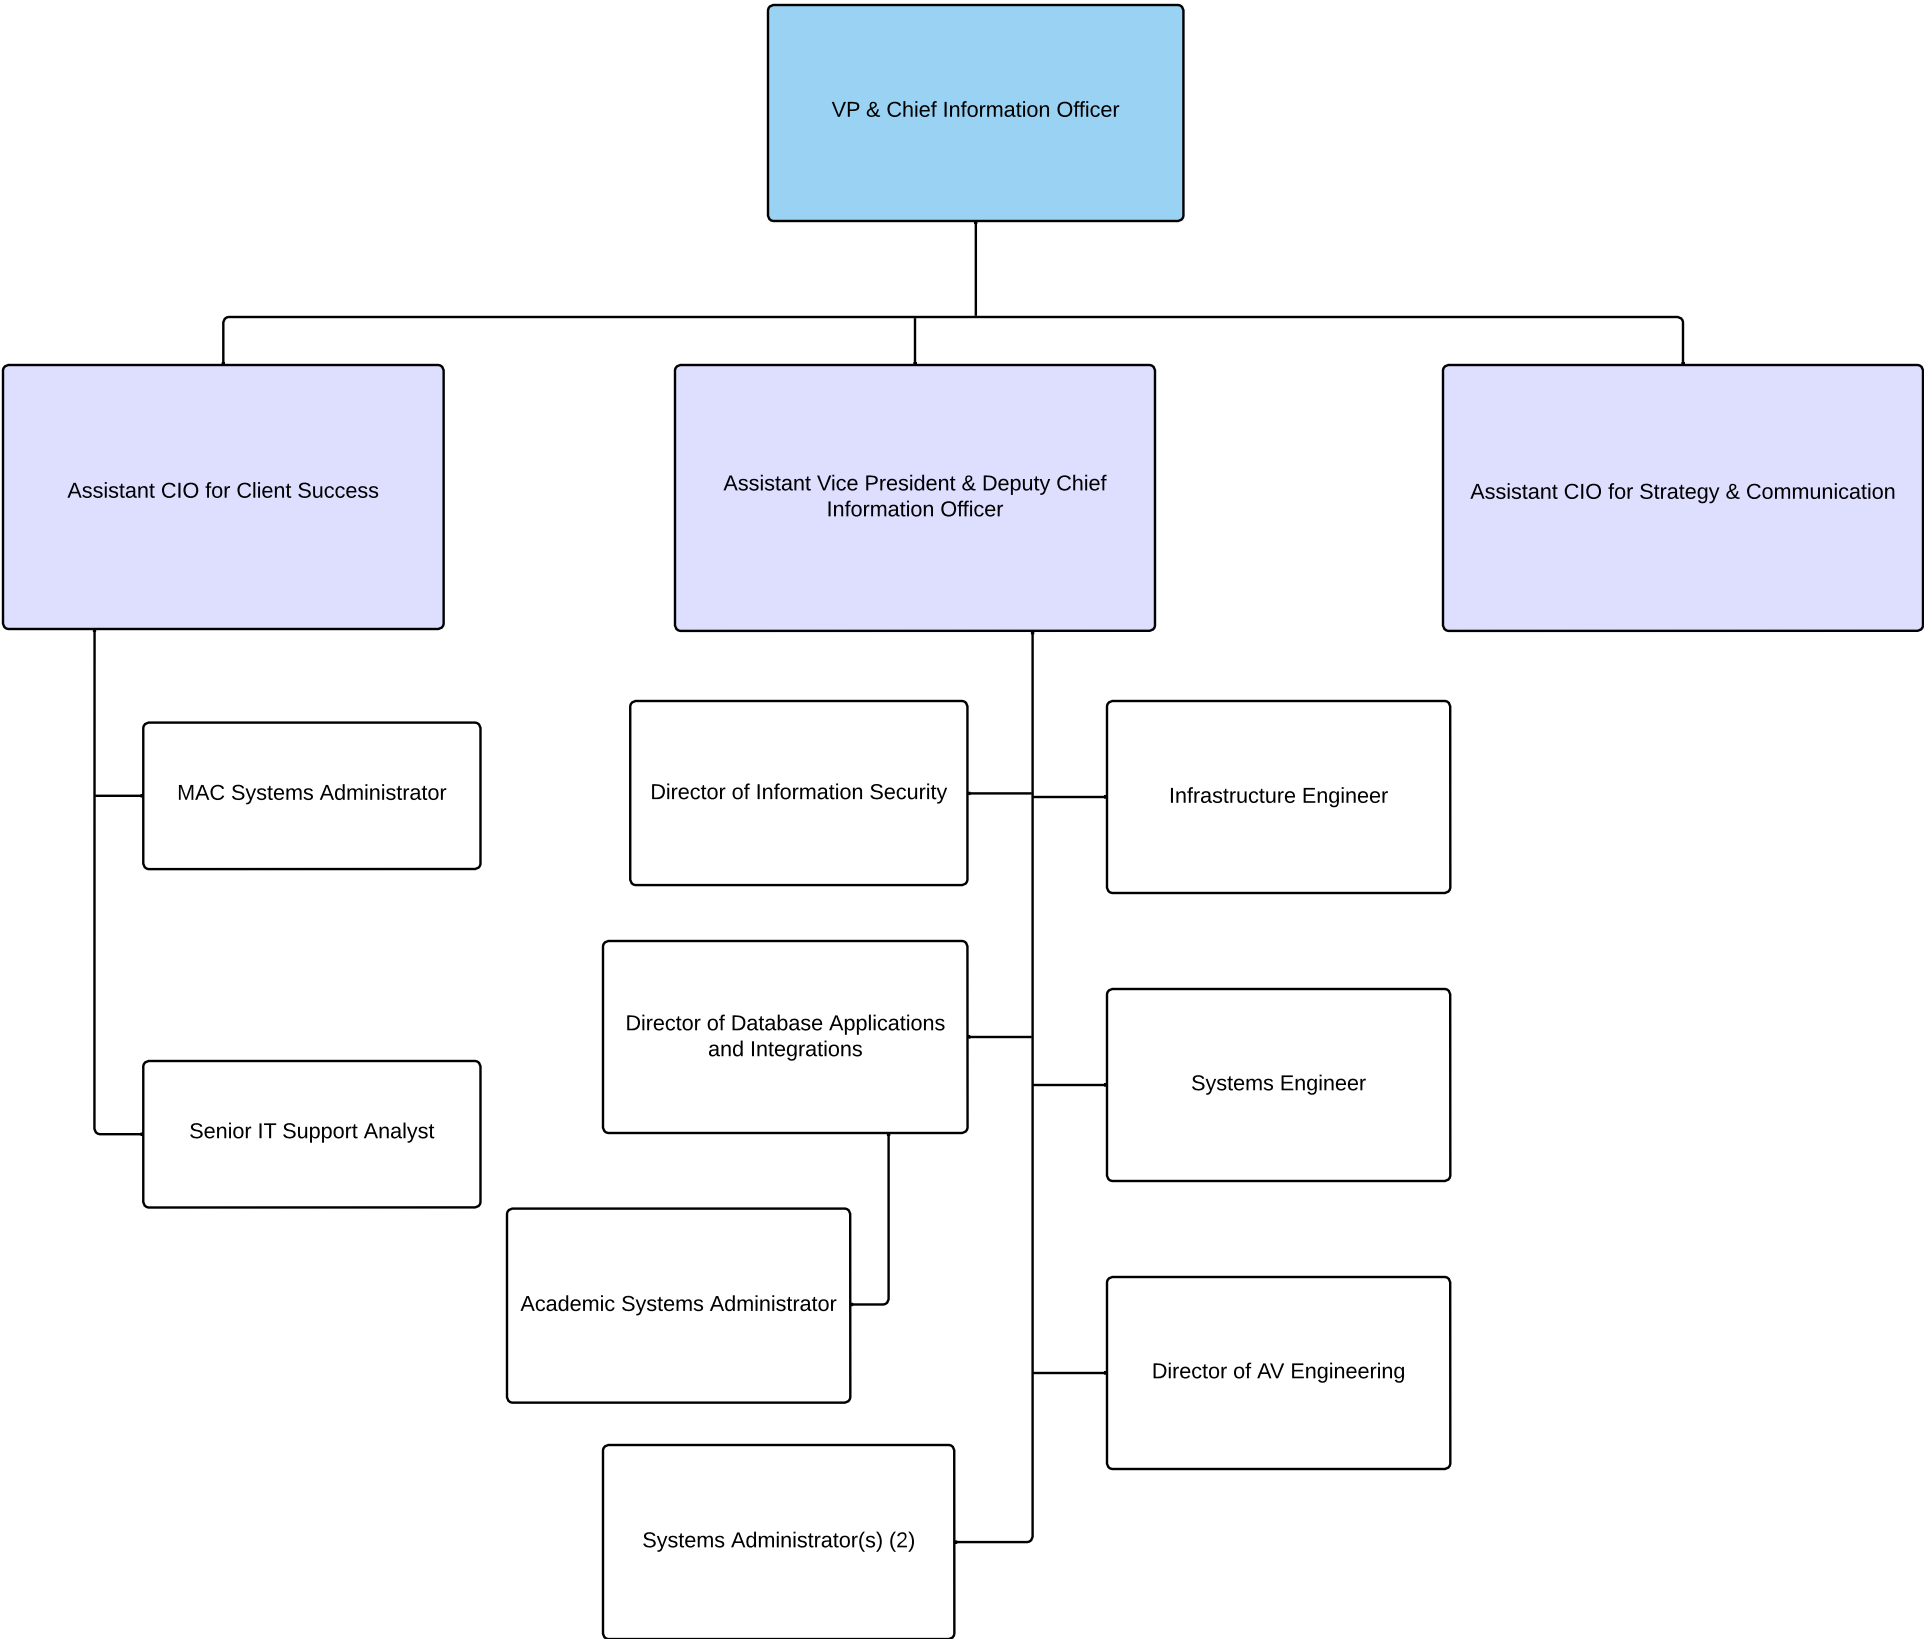 VP & Chief Information Officer
Assistant CIO for Client Success
Assistant Vice President & Deputy Chief
Information Officer
Assistant CIO for Strategy & Communication
MAC Systems Administrator
Director of Information Security
Infrastructure Engineer
Director of Database Applications
and Integrations
Systems Engineer
Senior IT Support Analyst
Academic Systems Administrator
Director of AV Engineering
Systems Administrator(s) (2)